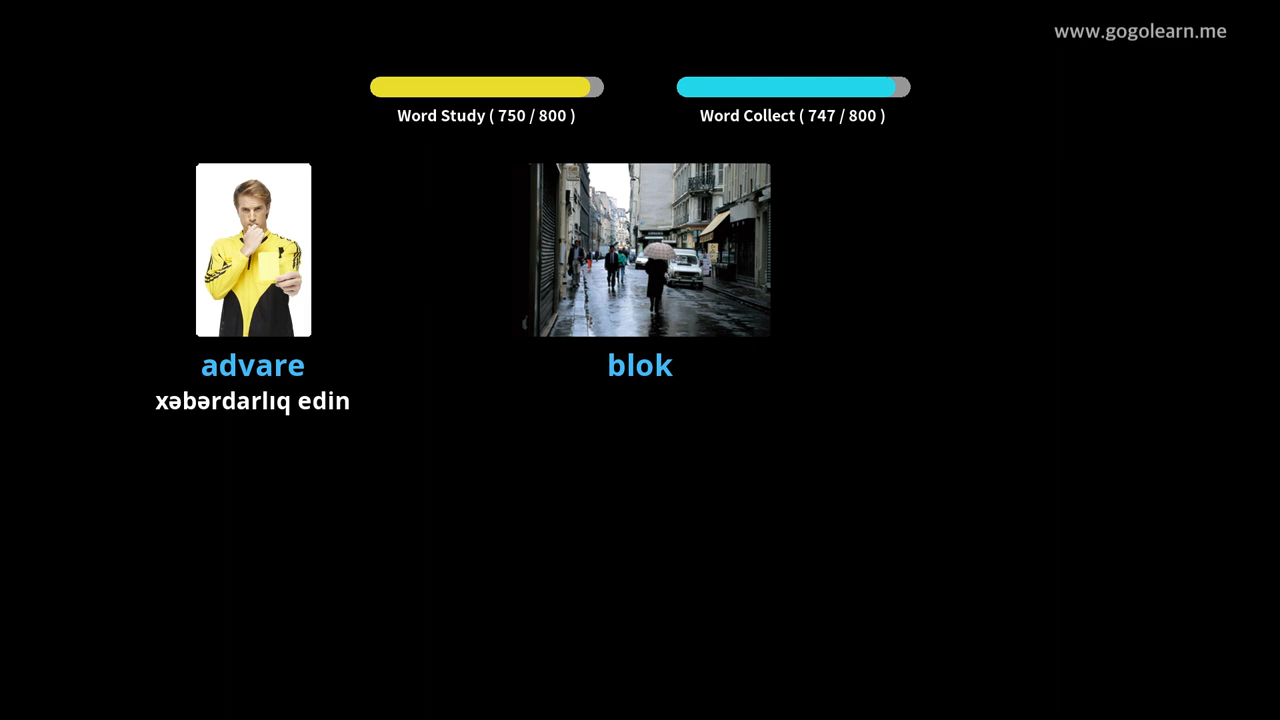 www.gogolearn.me
Word Study ( 750 / 800 )
Word Collect ( 747 / 800 )
advare
xəbərdarlıq edin
blok